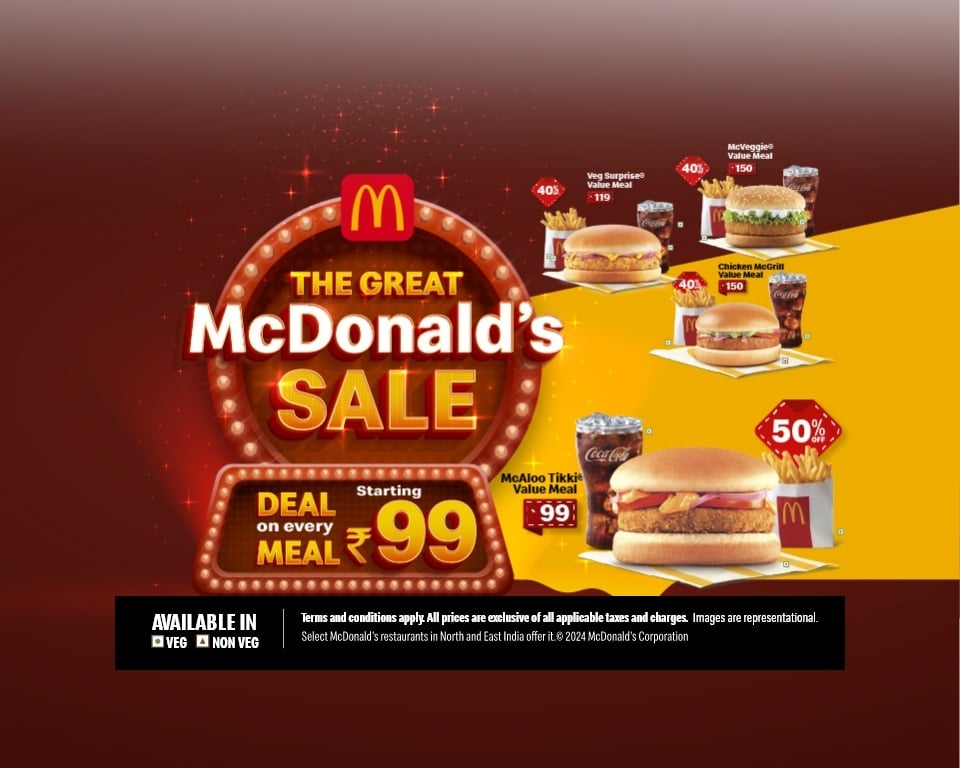 THE GREAT
McDonald's
SALE
DEAL
on every
MEAL
Starting
₹99
40%
Veg Surprise®
Value Meal
119
40%
McVeggie®
Value Meal
150
40%
Chicken McGrill
Value Meal
150
50%
OFF
McAloo Tikki®
Value Meal
99
Coca-Cola
AVAILABLE IN
VEG NON VEG
Terms and conditions apply. All prices are exclusive of all applicable taxes and charges. Images are representational.
Select McDonald's restaurants in North and East India offer it.© 2024 McDonald's Corporation